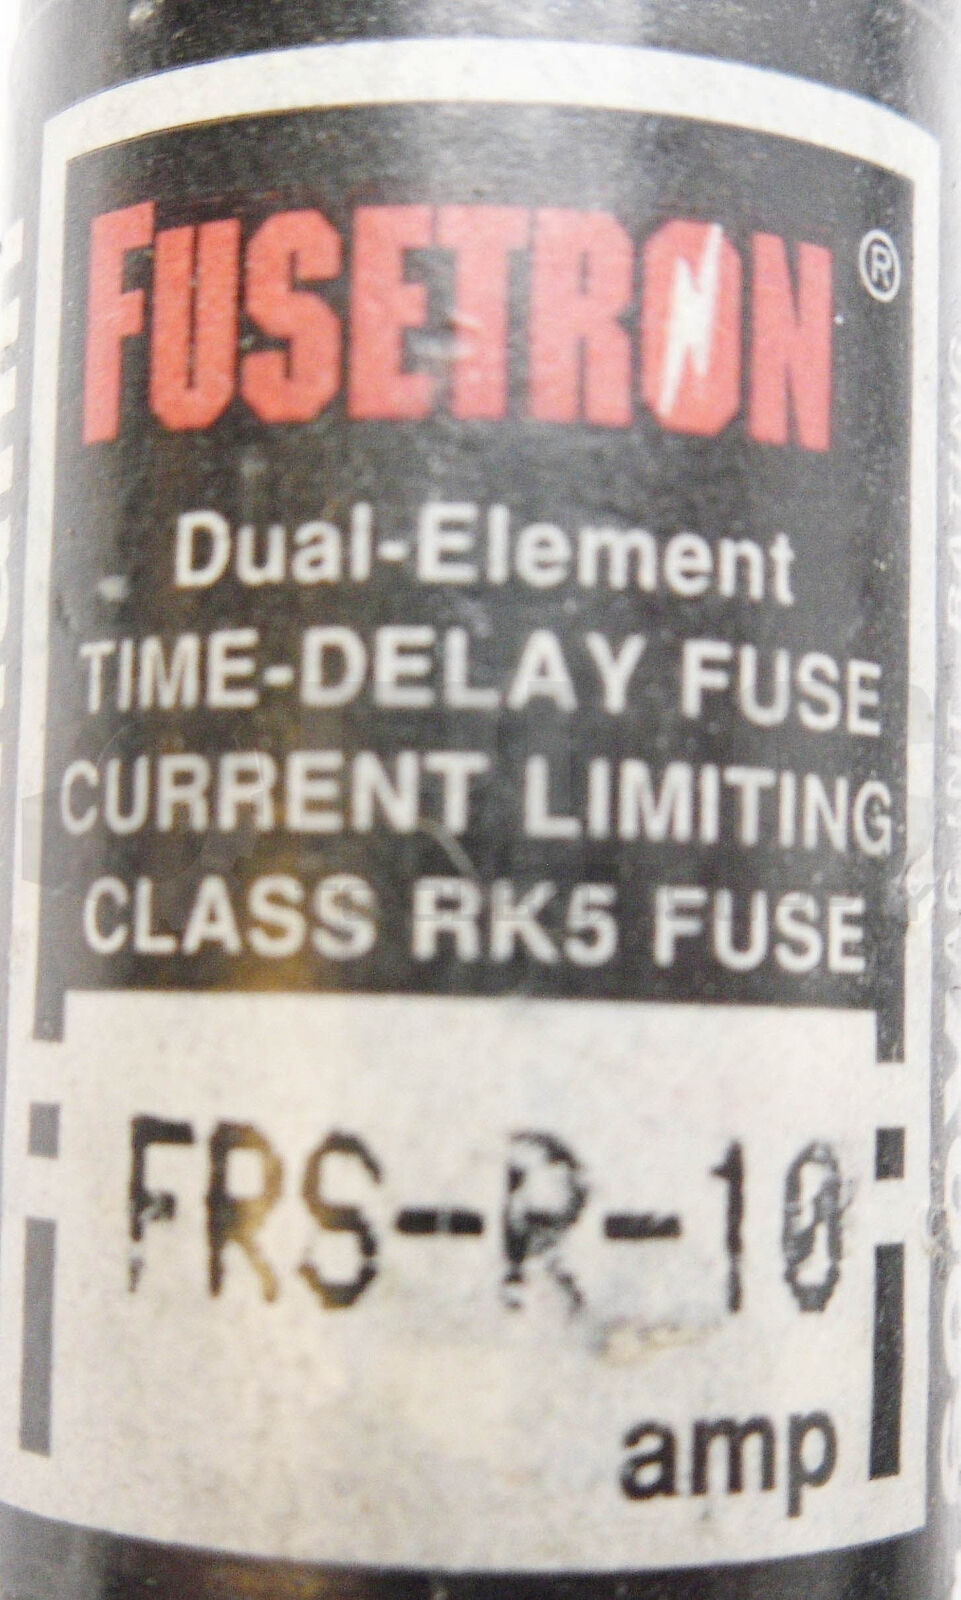 FUSETRON®
Dual-Element
TIME-DELAY FUSE
CURRENT LIMITING
CLASS RK5 FUSE
FRS-R-10
amp